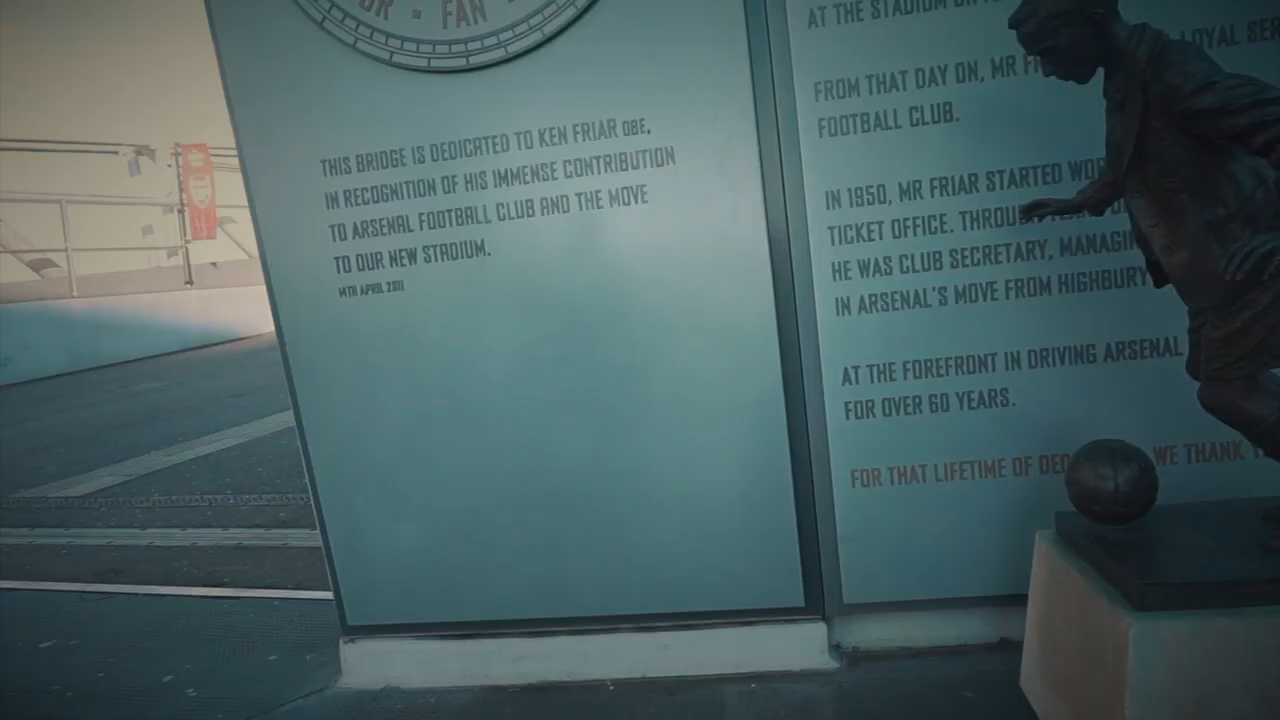 FAN
THIS BRIDGE IS DEDICATED TO KEN FRIAR OBE,
IN RECOGNITION OF HIS IMMENSE CONTRIBUTION
TO ARSENAL FOOTBALL CLUB AND THE MOVE
TO OUR NEW STADIUM.
14TH APRIL 2011
AT THE STADIUM ON
LOYAL
FROM THAT DAY ON, MR
FOOTBALL CLUB.
IN 1950, MR FRIAR STARTED
TICKET OFFICE.
HE WAS CLUB SECRETARY,
IN ARSENAL'S MOVE FROM HIGHBURY
AT THE FOREFRONT IN DRIVING ARSENAL
FOR OVER 60 YEARS.
FOR THAT LIFETIME OF WE THANK